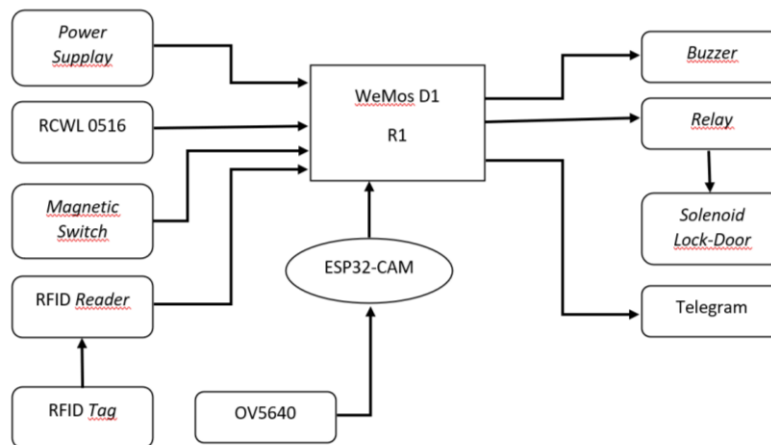 Power
Supplay
RCWL 0516
Magnetic
Switch
RFID Reader
RFID Tag
WeMos D1
R1
ESP32-CAM
OV5640
Buzzer
Relay
Solenoid
Lock-Door
Telegram